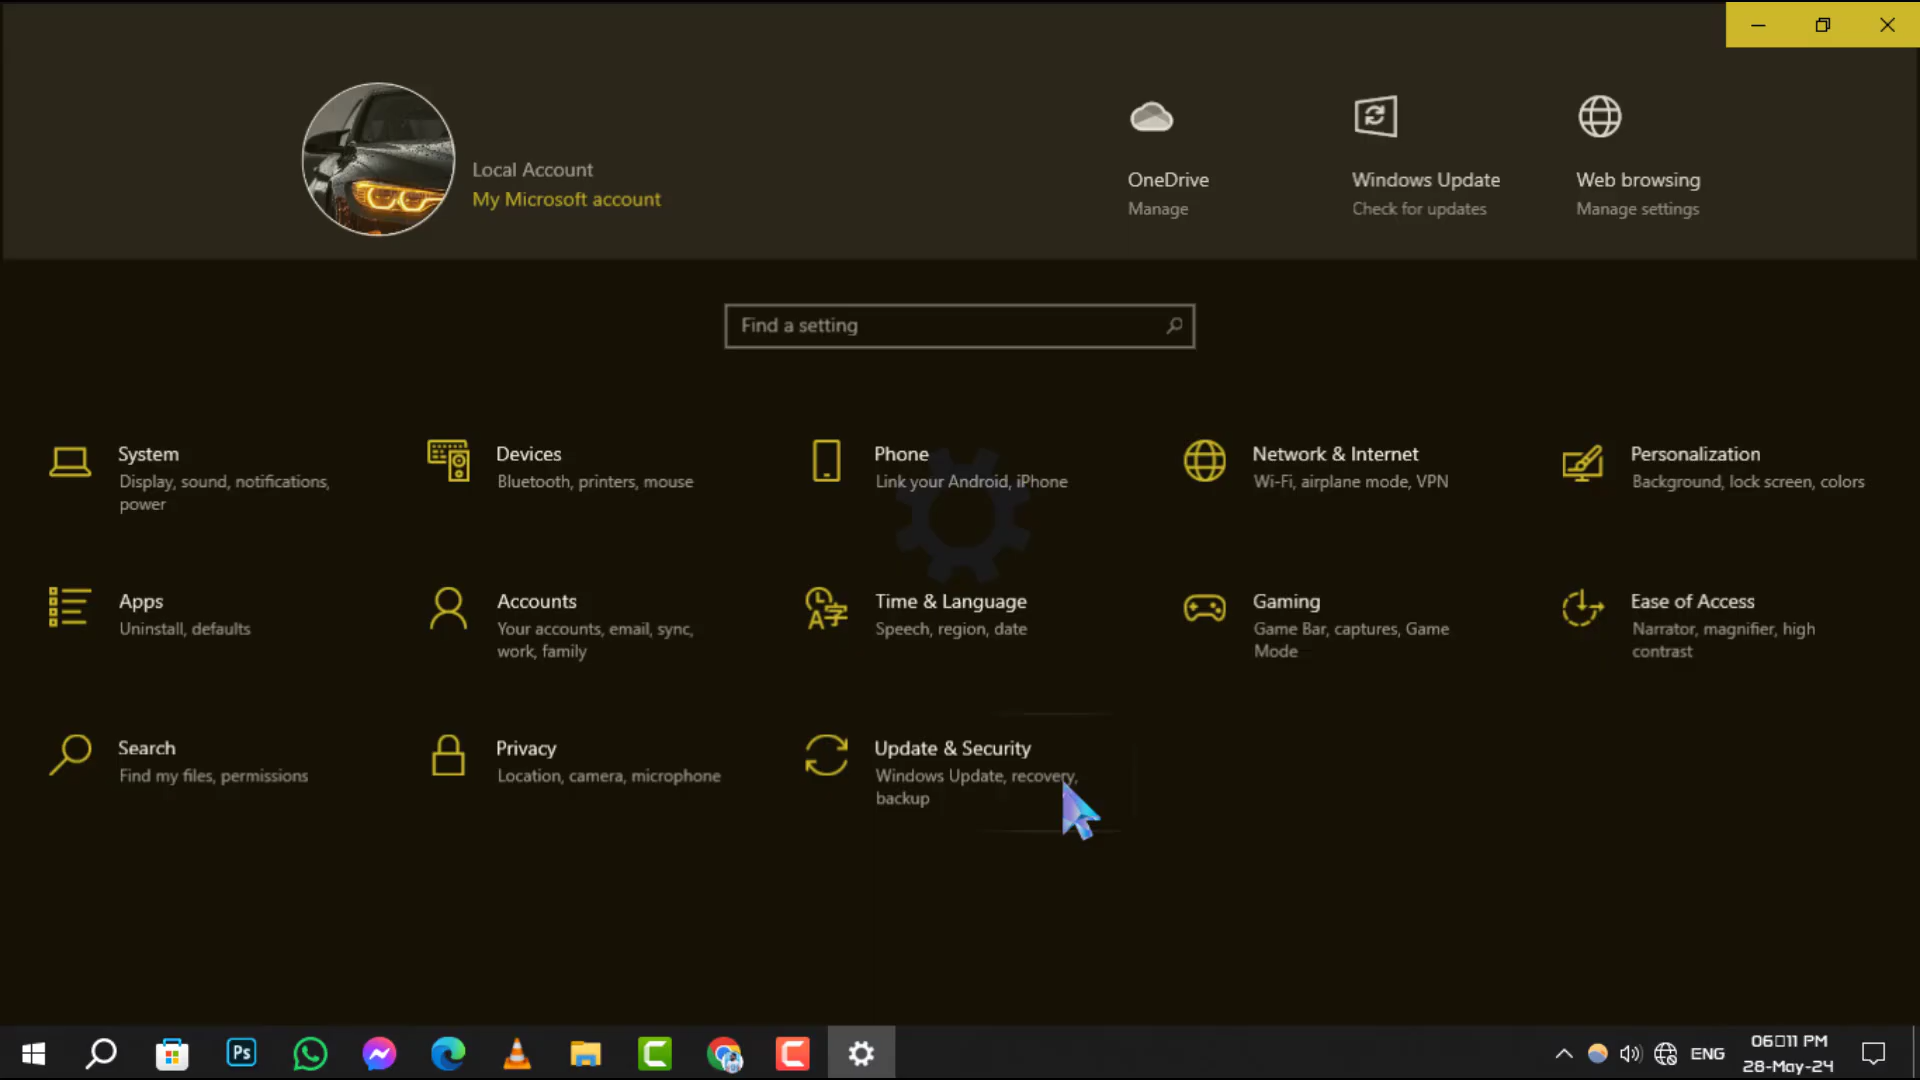 Local Account
My Microsoft account
OneDrive
Manage
Windows Update
Check for updates
Web browsing
Manage settings
Find a setting
System
Display, sound, notifications,
power
Devices
Bluetooth, printers, mouse
Phone
Link your Android, iPhone
Network & Internet
Wi-Fi, airplane mode, VPN
Personalization
Background, lock screen, colors
Apps
Uninstall, defaults
Accounts
Your accounts, email, sync,
work, family
Time & Language
Speech, region, date
Gaming
Game Bar, captures, Game
Mode
Ease of Access
Narrator, magnifier, high
contrast
Search
Find my files, permissions
Privacy
Location, camera, microphone
Update & Security
Windows Update, recovery,
backup
Ps
ENG
06▯11 PM
28-May-24